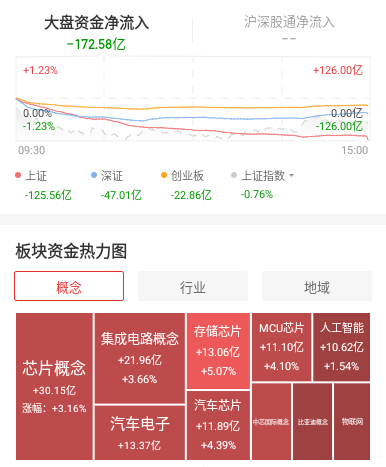 大盘资金净流入
沪深股通净流入
-172.58亿
--
+1.23%
+126.00亿
0.00%
0.00亿
-1.23%
-126.00亿
09:30
15:00
上证
深证
创业板
上证指数
-125.56亿
-47.01亿
-22.86亿
-0.76%
板块资金热力图
概念
行业
地域
芯片概念
+30.15亿
涨幅：+3.16%
集成电路概念
+21.96亿
+3.66%
汽车电子
+13.37亿
存储芯片
+13.06亿
+5.07%
汽车芯片
+11.89亿
+4.39%
MCU芯片
+11.10亿
+4.10%
人工智能
+10.62亿
+1.54%
中芯国际概念
比亚迪概念
物联网